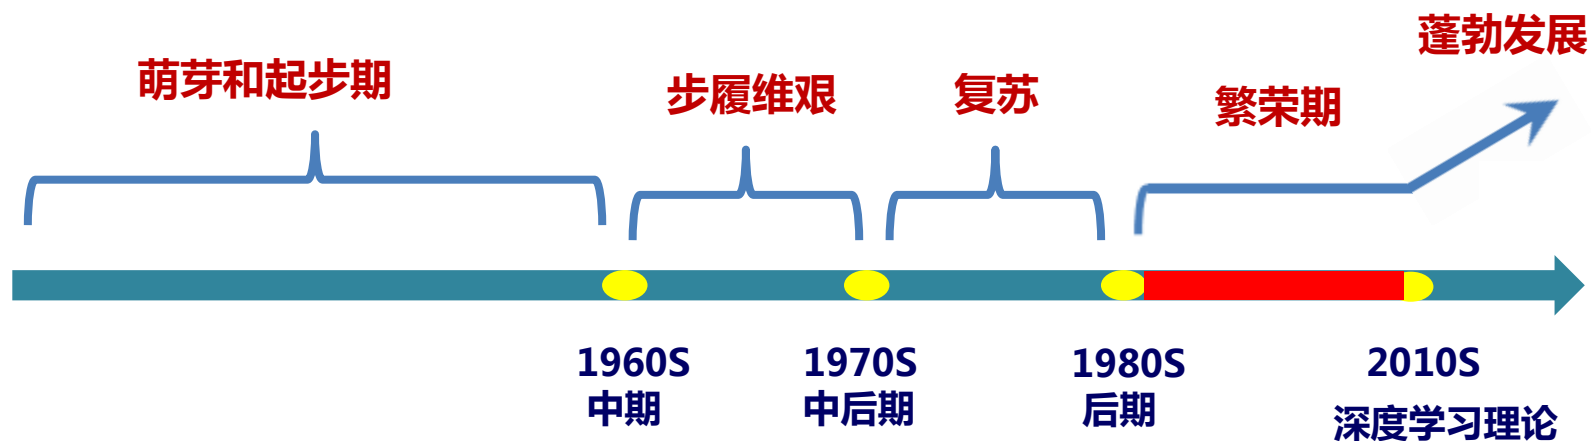 萌芽和起步期
步履维艰
复苏
繁荣期
蓬勃发展
1960S
中期
1970S
中后期
1980S
后期
2010S
深度学习理论